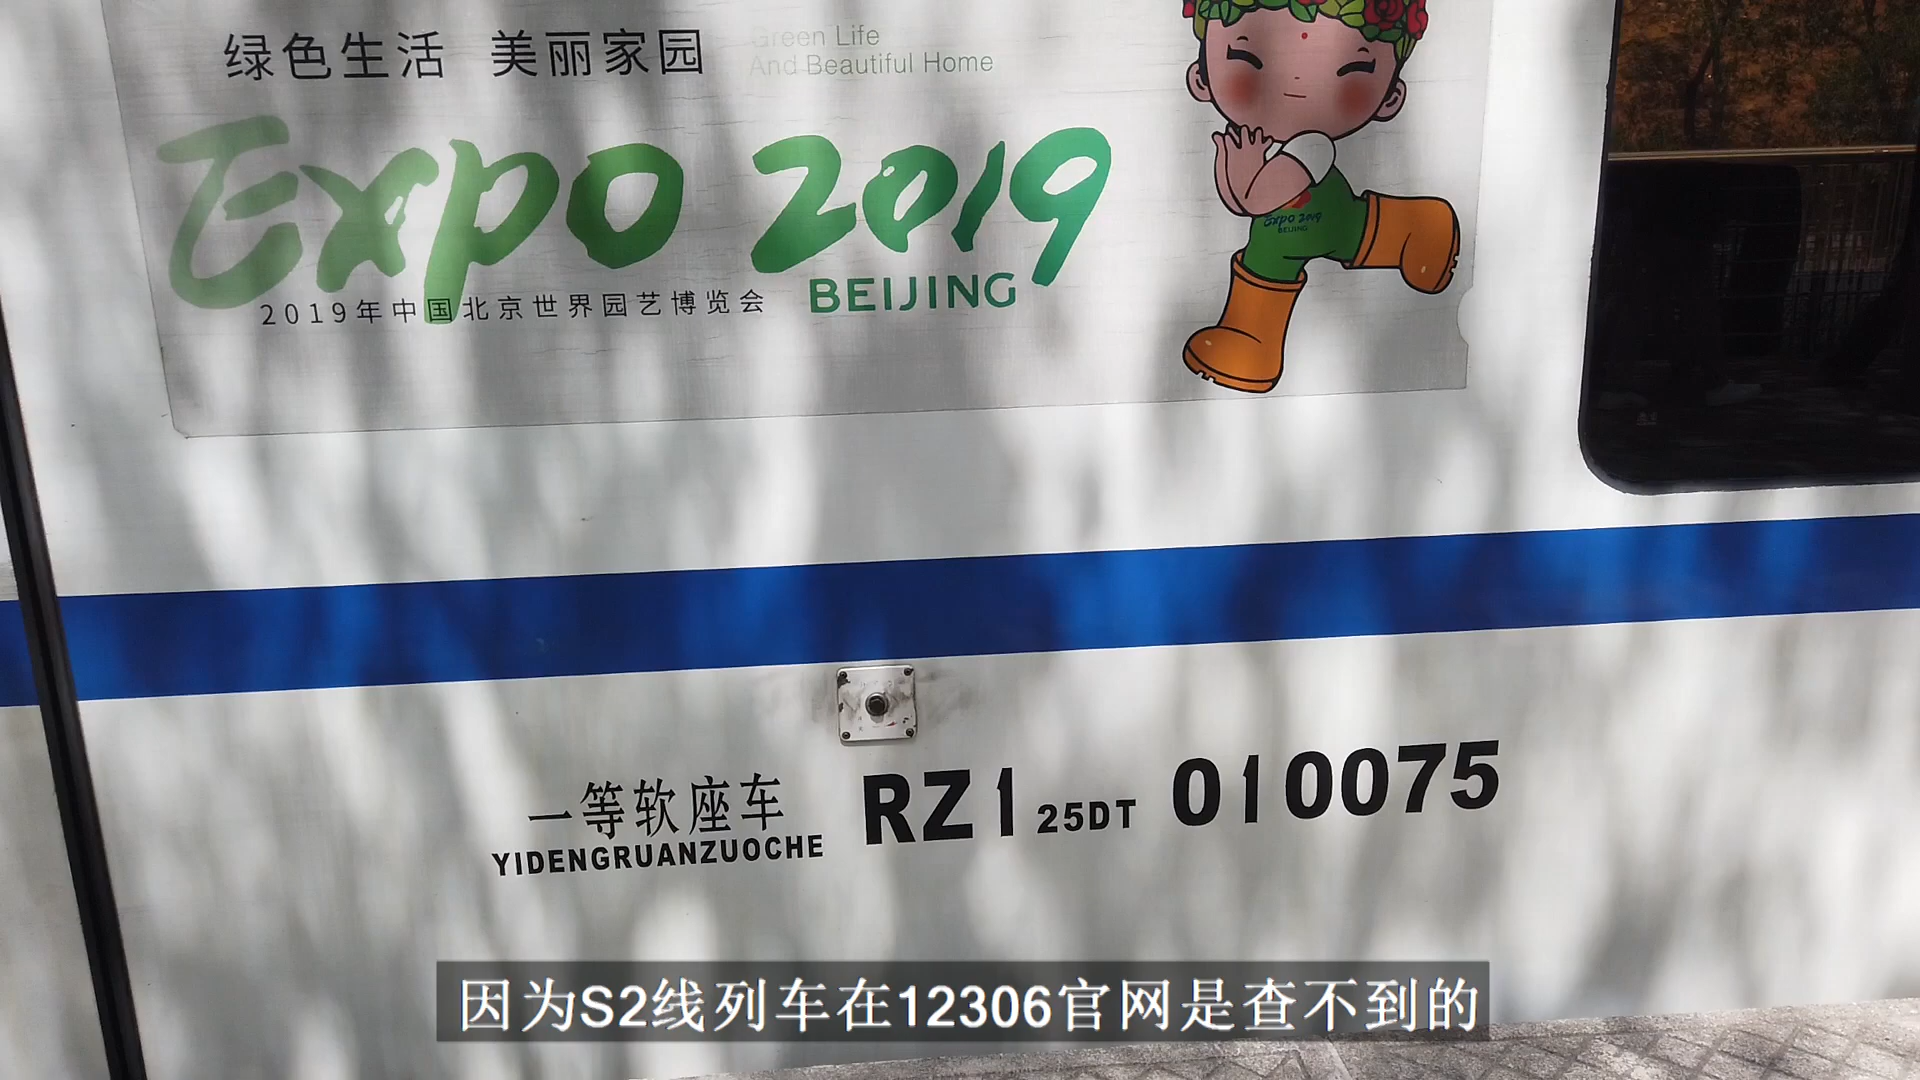 绿色生活 美丽家园
Green Life
And Beautiful Home
Expo 2019
2019年中国北京世界园艺博览会
BEIJING
Expo 2019
BEIJING
一等软座车
YIDENGRUANZUOCHE
RZ1 25DT 010075
因为S2线列车在12306官网是查不到的